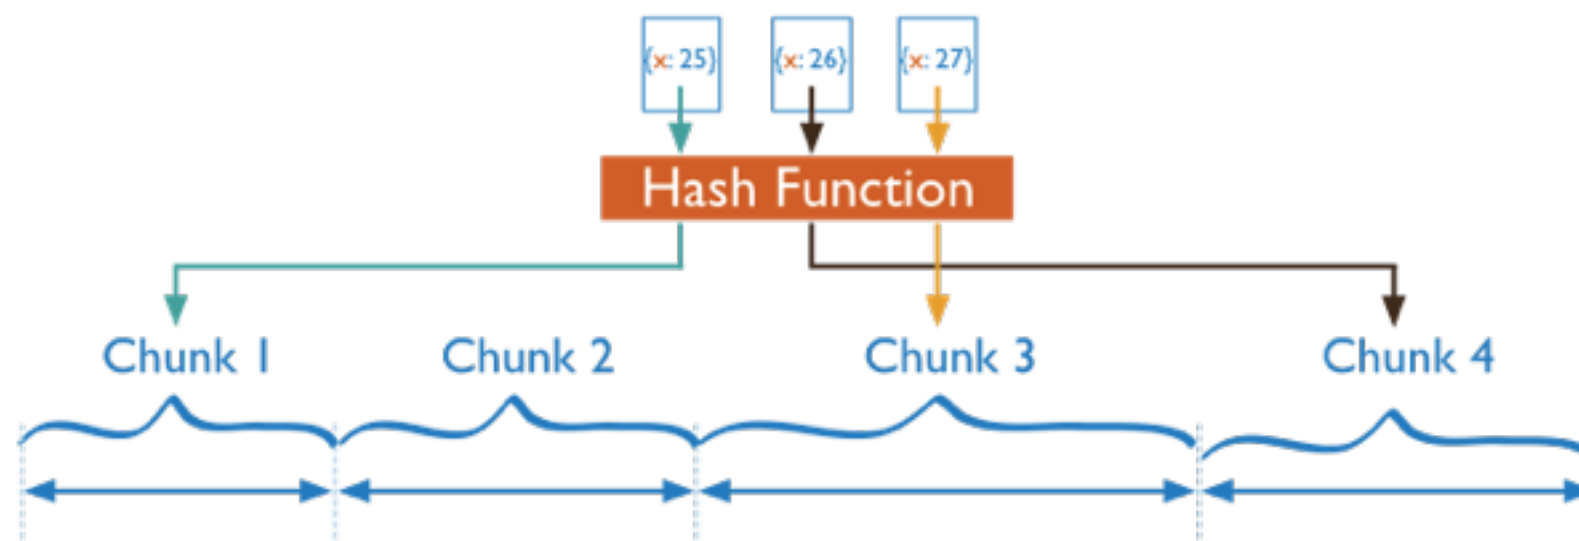 {x: 25} {x: 26} {x: 27}
Hash Function
Chunk 1 Chunk 2 Chunk 3 Chunk 4